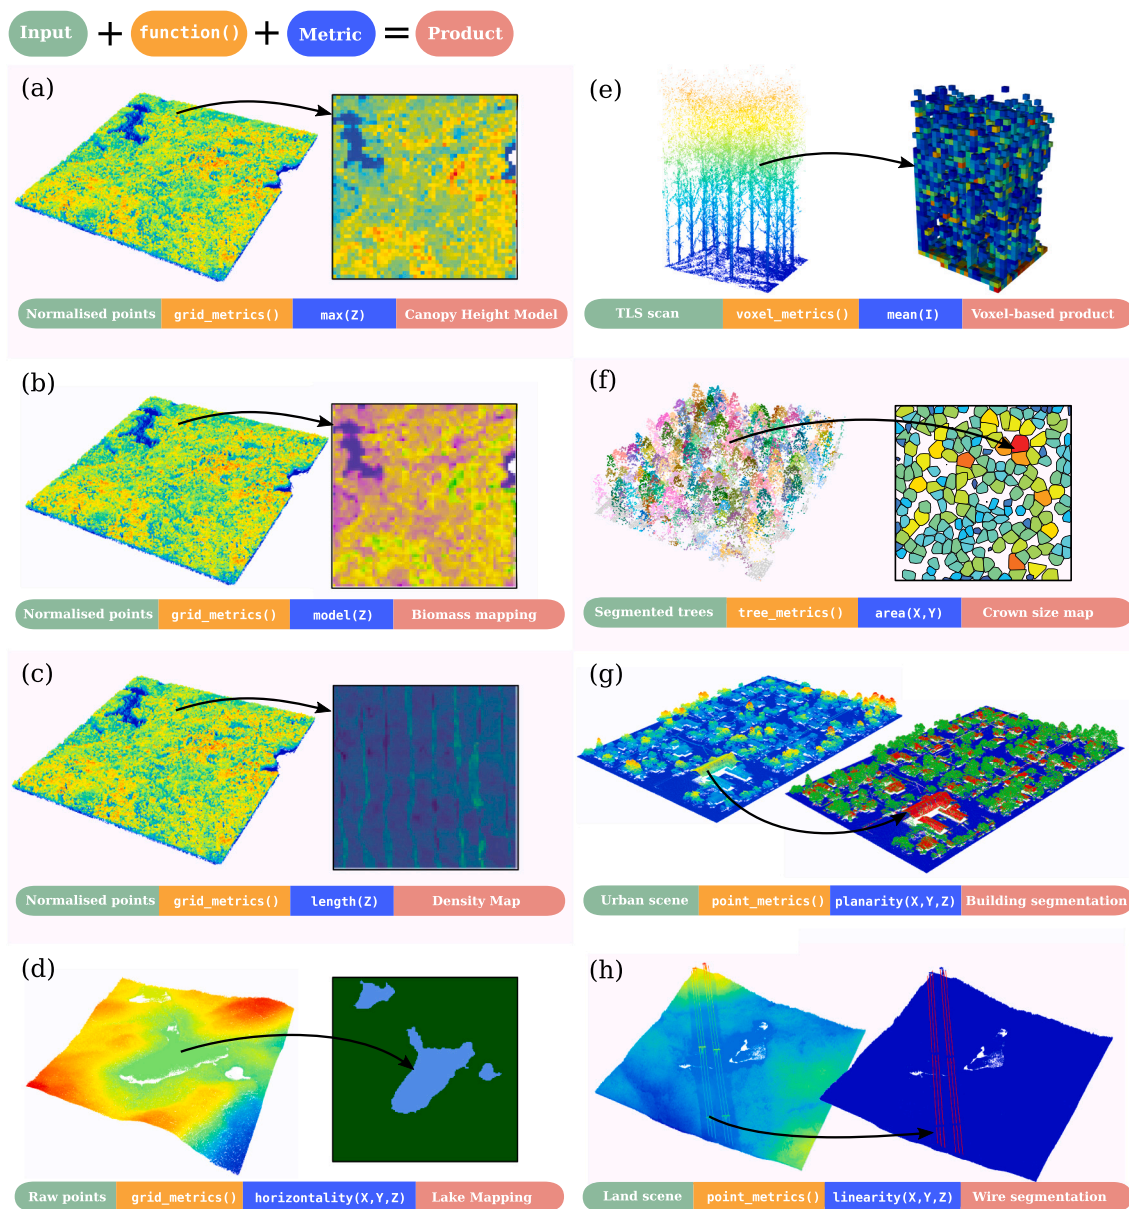 Input + function() + Metric = Product
(a)
Normalised points grid_metrics() max(Z) Canopy Height Model
(b)
Normalised points grid_metrics() model(Z) Biomass mapping
(c)
Normalised points grid_metrics() length(Z) Density Map
(d)
Raw points grid_metrics() horizontality(X,Y,Z) Lake Mapping
(e)
TLS scan voxel_metrics() mean(I) Voxel-based product
(f)
Segmented trees tree_metrics() area(X,Y) Crown size map
(g)
Urban scene point_metrics() planarity(X,Y,Z) Building segmentation
(h)
Land scene point_metrics() linearity(X,Y,Z) Wire segmentation